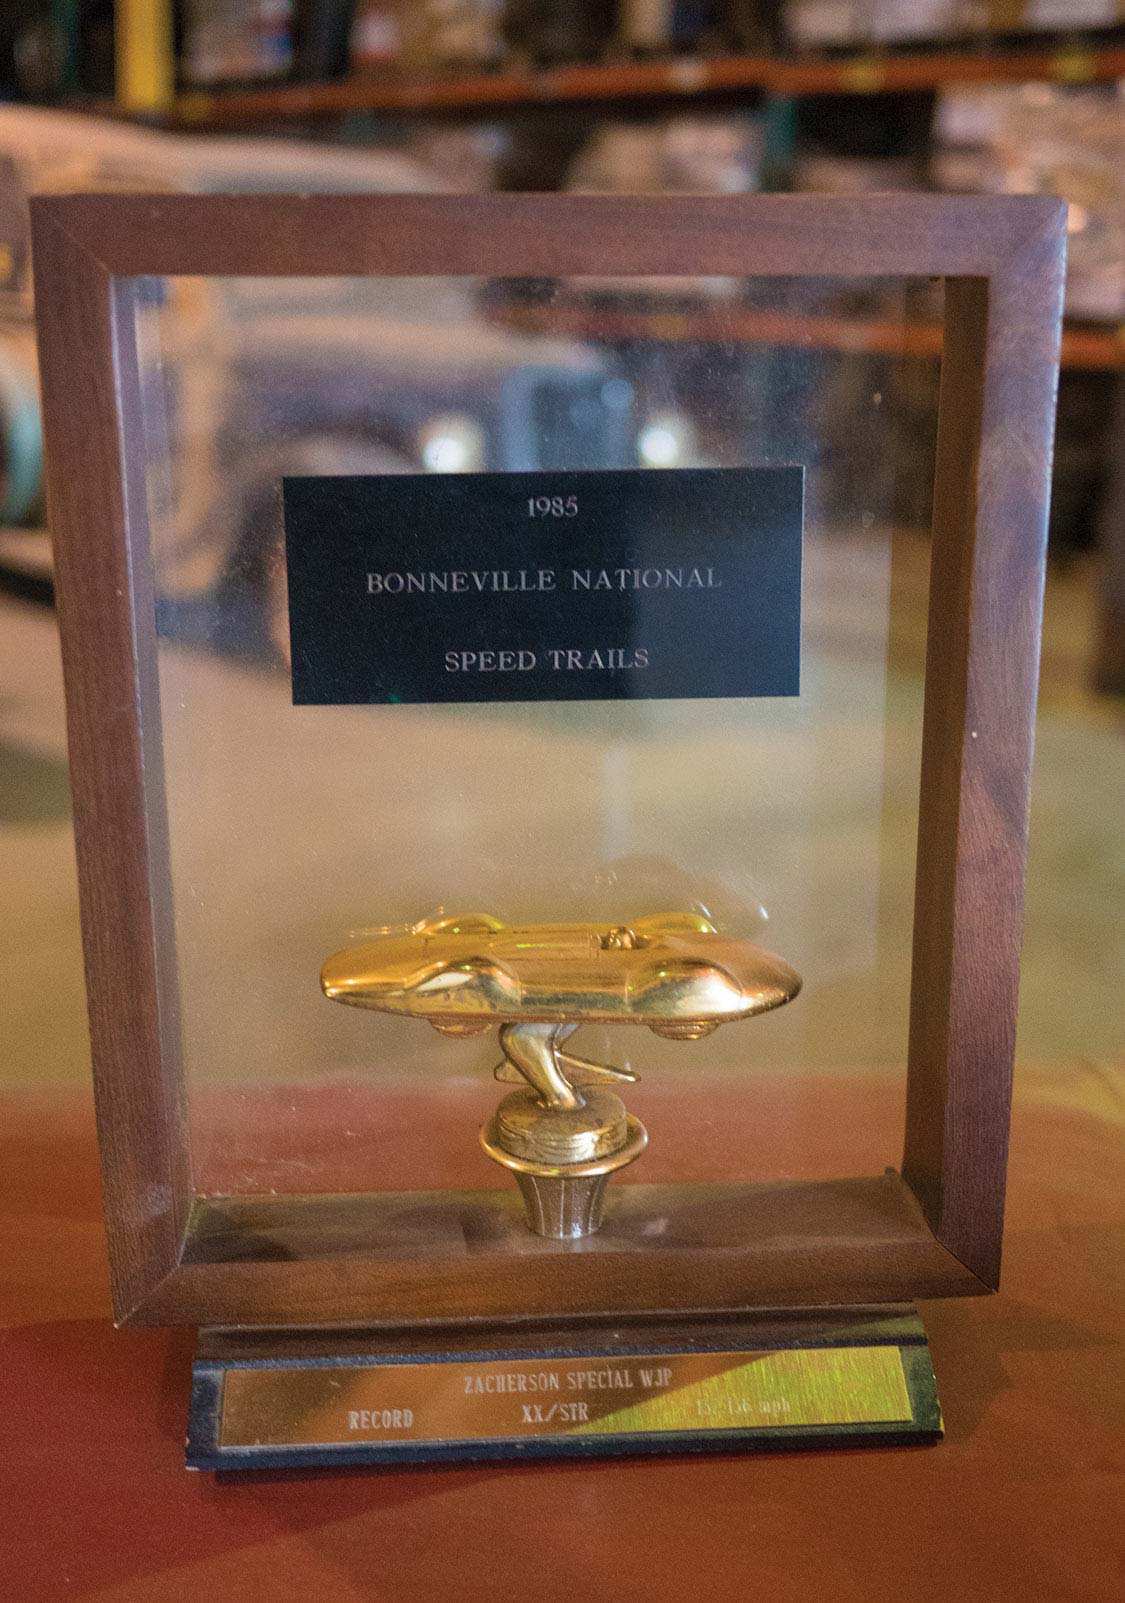 1985
BONNEVILLE NATIONAL
SPEED TRAILS
ZACHERSON SPECIAL WJP
RECORD XX/STR mph